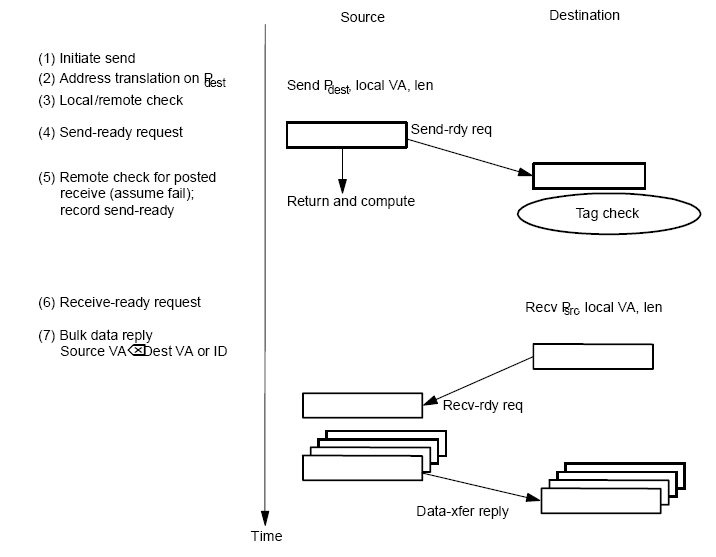 Source
Destination
(1) Initiate send
(2) Address translation on Pdest
(3) Local/remote check
Send Pdest, local VA, len
(4) Send-ready request
Send-rdy req
(5) Remote check for posted
receive (assume fail);
record send-ready
Return and compute
Tag check
(6) Receive-ready request
Recv Psrc, local VA, len
(7) Bulk data reply
Source VA Dest VA or ID
Recv-rdy req
Data-xfer reply
Time